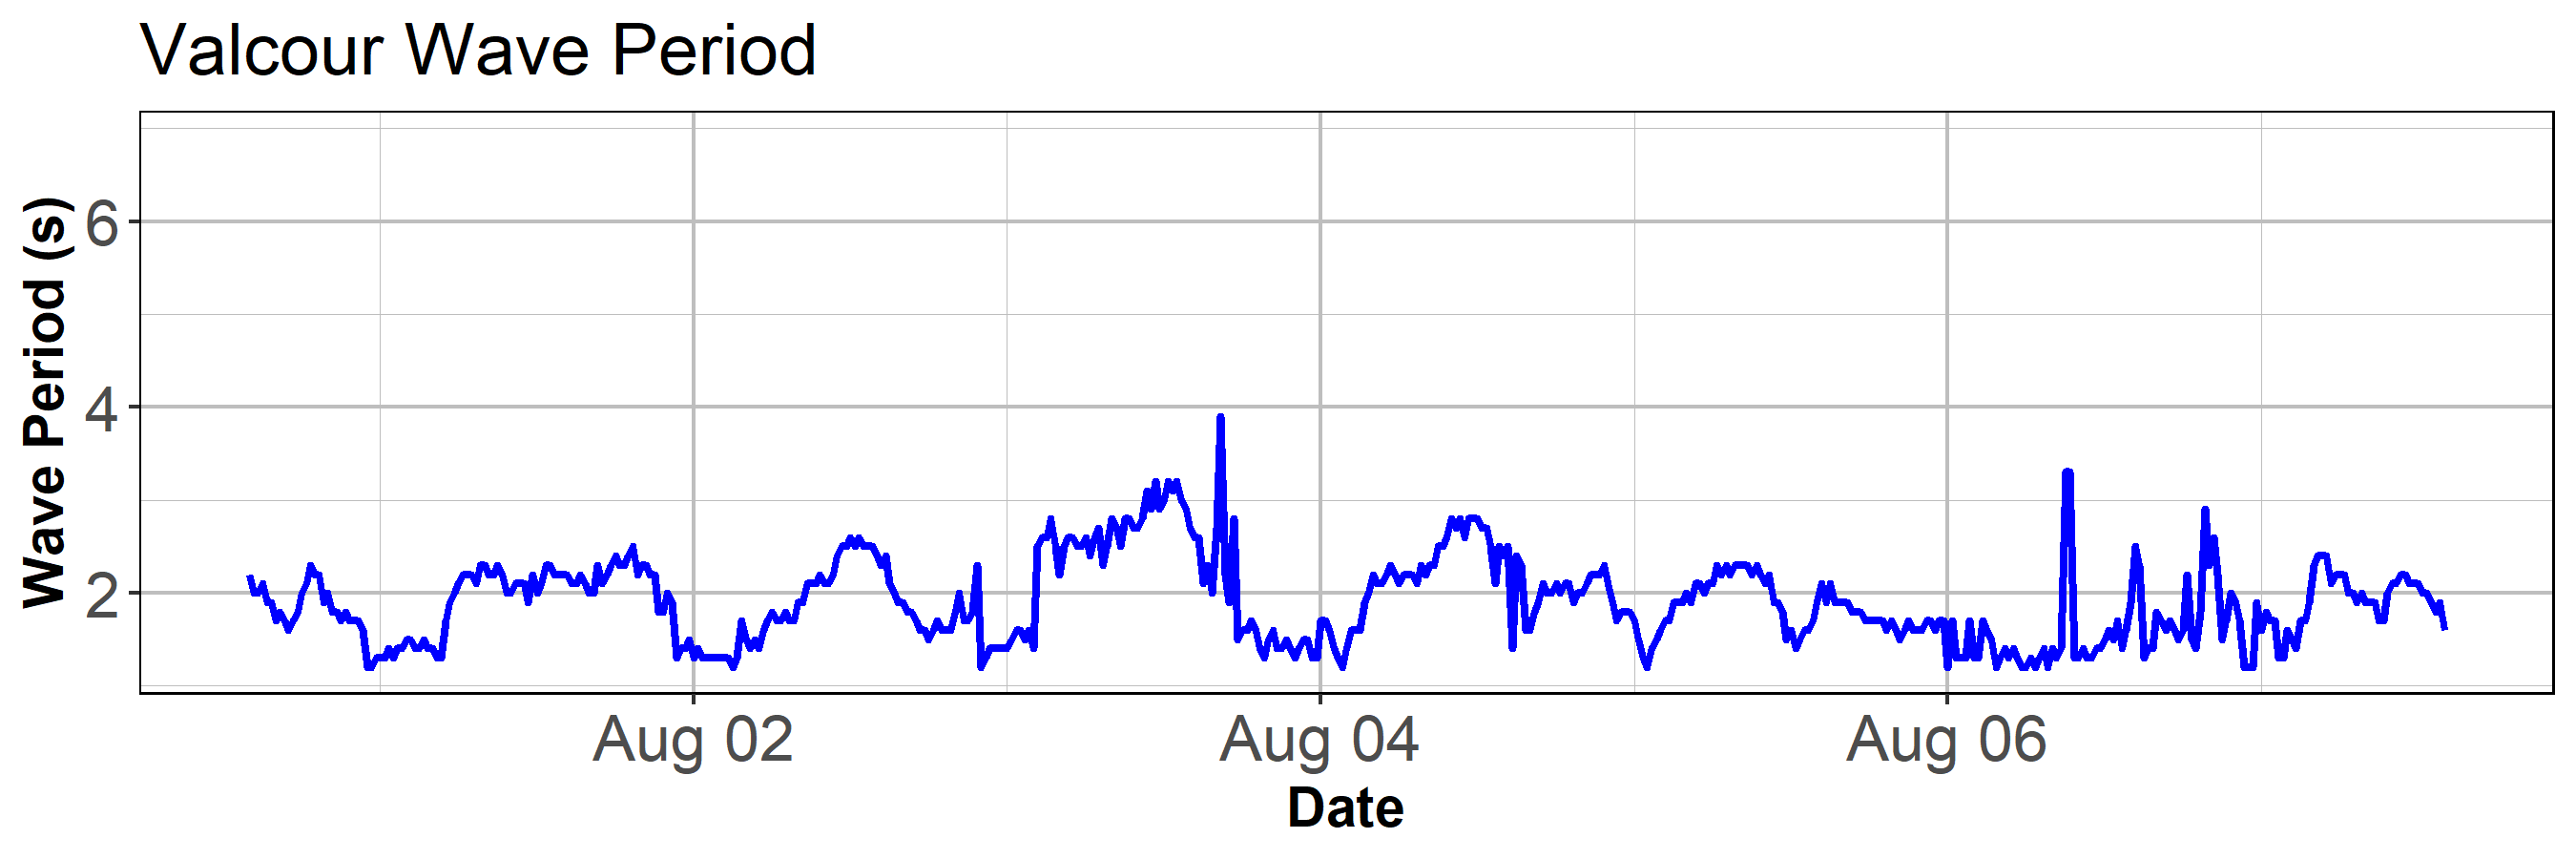 Valcour Wave Period
Wave Period (s)
6
4
2
Aug 02
Aug 04
Aug 06
Date